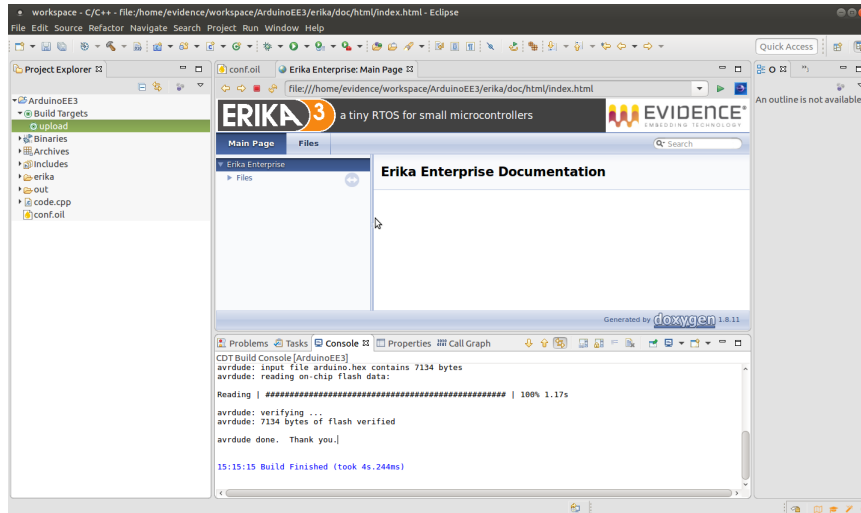 workspace - C/C++ - file:/home/evidence/workspace/ArduinoEE3/erika/doc/html/index.html - Eclipse
File Edit Source Refactor Navigate Search Project Run Window Help
Quick Access
Project Explorer
ArduinoEE3
Build Targets
upload
Binaries
Archives
Includes
erika
out
code.cpp
conf.oil
conf.oil
Erika Enterprise: Main Page
file:///home/evidence/workspace/ArduinoEE3/erika/doc/html/index.html
ERIKA 3 a tiny RTOS for small microcontrollers
EVIDENCE
EMBEDDING TECHNOLOGY
Main Page Files
Search
Erika Enterprise
Files
Erika Enterprise Documentation
Generated by doxygen 1.8.11
O
An outline is not available
Problems Tasks Console Properties Call Graph
CDT Build Console [ArduinoEE3]
avrdude: input file arduino.hex contains 7134 bytes
avrdude: reading on-chip flash data:
Reading | ################################################## | 100% 1.17s
avrdude: verifying ...
avrdude: 7134 bytes of flash verified
avrdude done.  Thank you.
15:15:15 Build Finished (took 4s.244ms)